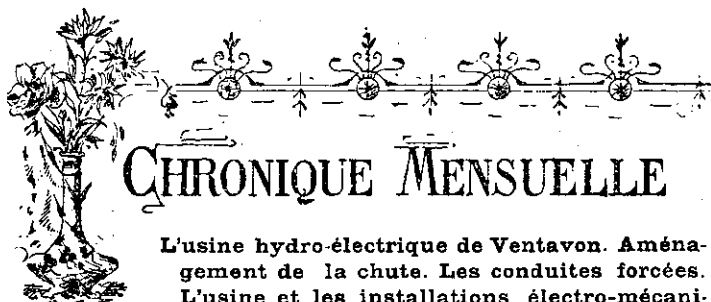 CHRONIQUE MENSUELLE
L'usine hydro-électrique de Ventavon. Aména-
gement de la chute. Les conduites forcées.
L'usine et les installations électro-mécani-